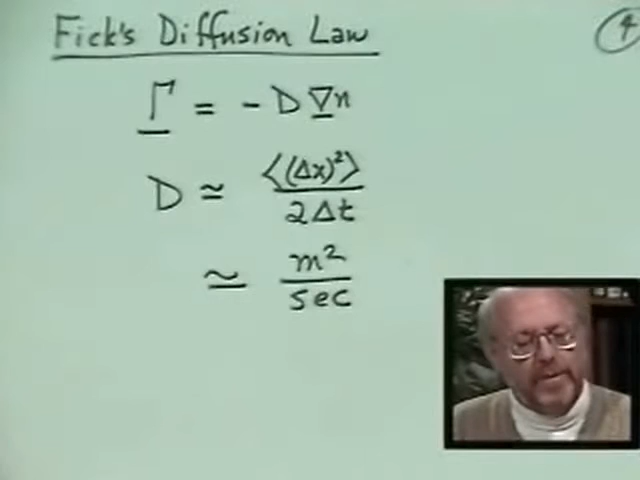 Fick's Diffusion Law
4
Γ = - D ∇n
D ≃ ⟨(Δx)²⟩ / 2Δt
≃ m² / sec